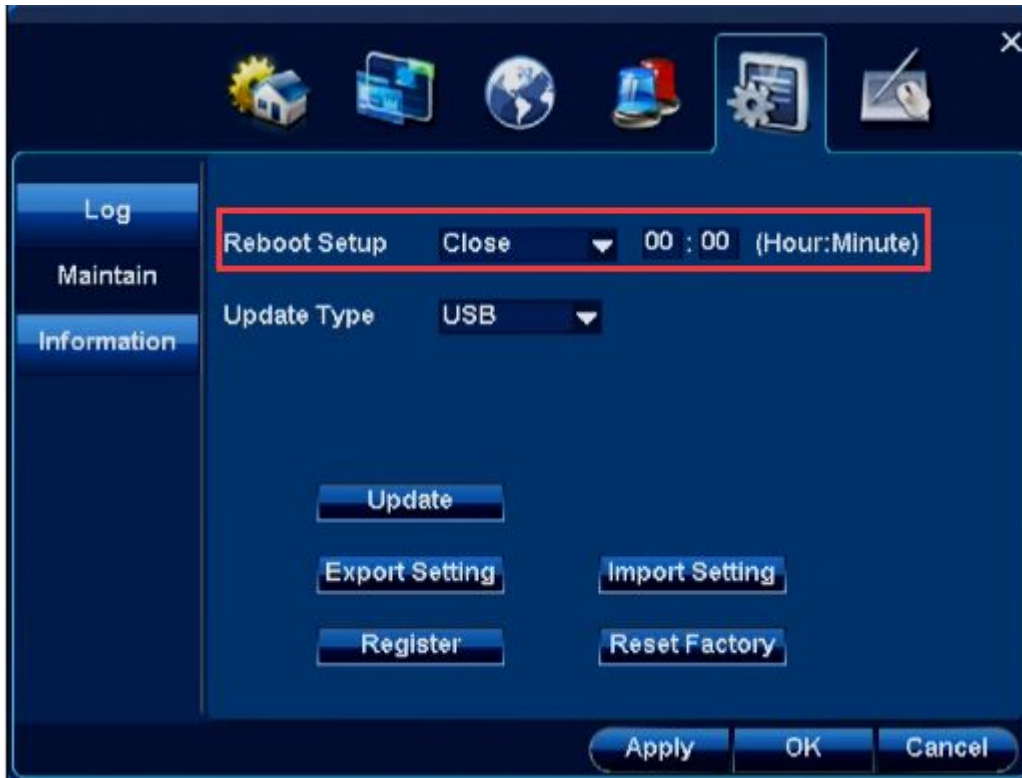 Log
Maintain
Information
Reboot Setup Close 00 : 00 (Hour:Minute)
Update Type USB
Update
Export Setting Import Setting
Register Reset Factory
Apply OK Cancel